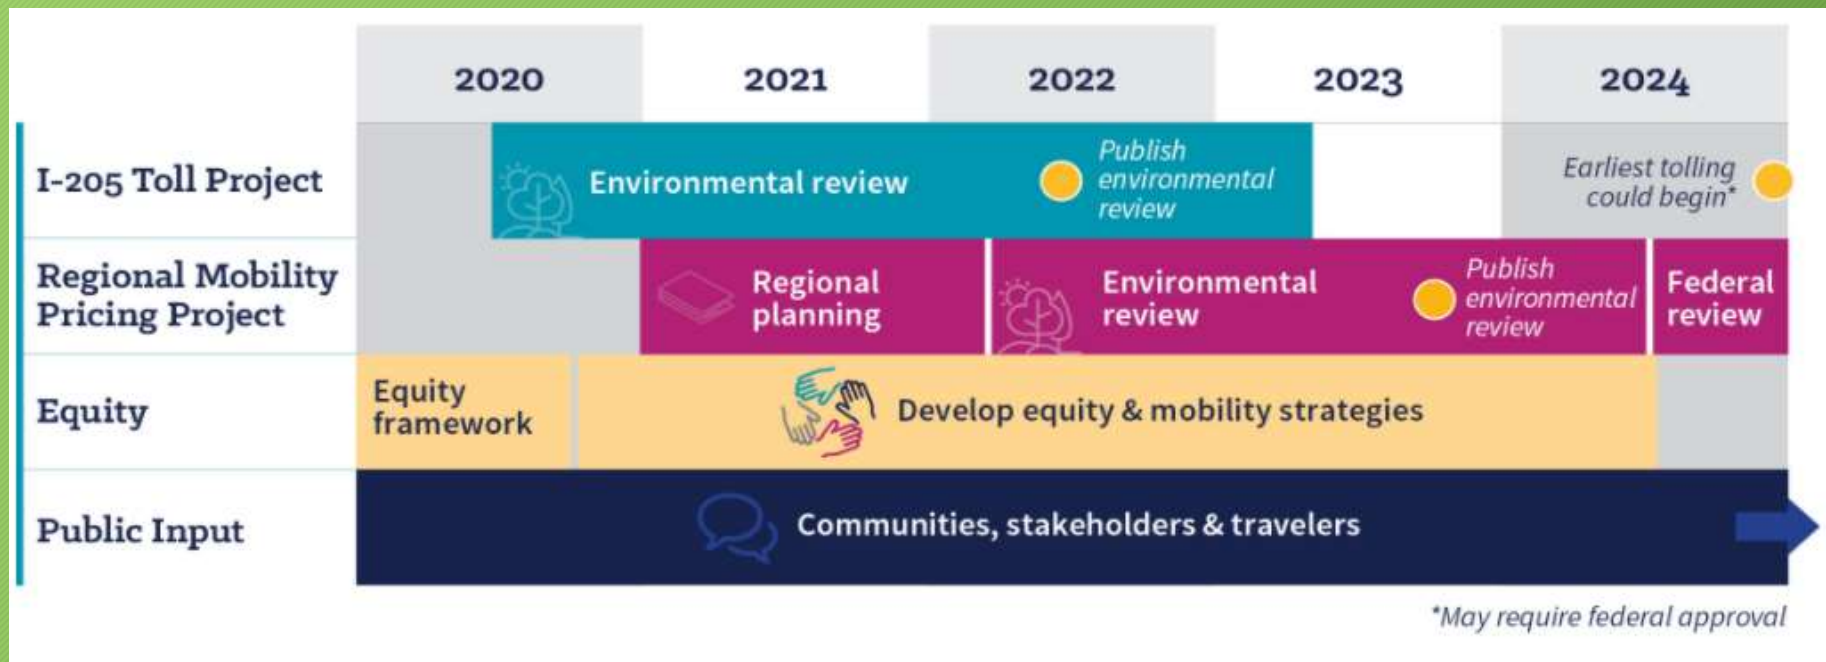 2020 2021 2022 2023 2024
I-205 Toll Project
Environmental review
Publish
environmental
review
Earliest tolling
could begin*
Regional Mobility
Pricing Project
Regional
planning
Environmental
review
Publish
environmental
review
Federal
review
Equity
Equity
framework
Develop equity & mobility strategies
Public Input
Communities, stakeholders & travelers
*May require federal approval